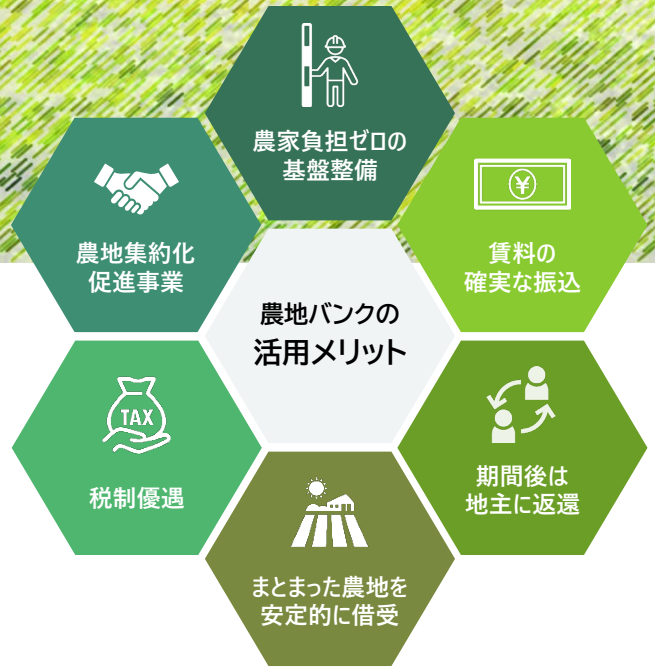 農家負担ゼロの
基盤整備
農地集約化
促進事業
賃料の
確実な振込
¥
農地バンクの
活用メリット
TAX
税制優遇
期間後は
地主に返還
まとまった農地を
安定的に借受